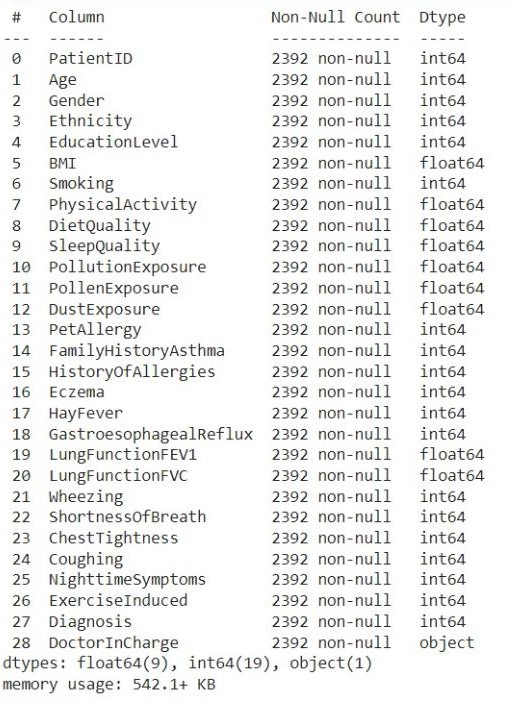 #   Column                 Non-Null Count  Dtype
---  ------                 --------------  -----
0   PatientID              2392 non-null   int64
1   Age                    2392 non-null   int64
2   Gender                 2392 non-null   int64
3   Ethnicity              2392 non-null   int64
4   EducationLevel         2392 non-null   int64
5   BMI                    2392 non-null   float64
6   Smoking                2392 non-null   int64
7   PhysicalActivity       2392 non-null   float64
8   DietQuality            2392 non-null   float64
9   SleepQuality           2392 non-null   float64
10  PollutionExposure      2392 non-null   float64
11  PollenExposure         2392 non-null   float64
12  DustExposure           2392 non-null   float64
13  PetAllergy             2392 non-null   int64
14  FamilyHistoryAsthma    2392 non-null   int64
15  HistoryOfAllergies     2392 non-null   int64
16  Eczema                 2392 non-null   int64
17  HayFever               2392 non-null   int64
18  GastroesophagealReflux  2392 non-null   int64
19  LungFunctionFEV1       2392 non-null   float64
20  LungFunctionFVC        2392 non-null   float64
21  Wheezing               2392 non-null   int64
22  ShortnessOfBreath      2392 non-null   int64
23  ChestTightness         2392 non-null   int64
24  Coughing               2392 non-null   int64
25  NighttimeSymptoms      2392 non-null   int64
26  ExerciseInduced        2392 non-null   int64
27  Diagnosis              2392 non-null   int64
28  DoctorInCharge         2392 non-null   object
dtypes: float64(9), int64(19), object(1)
memory usage: 542.1+ KB